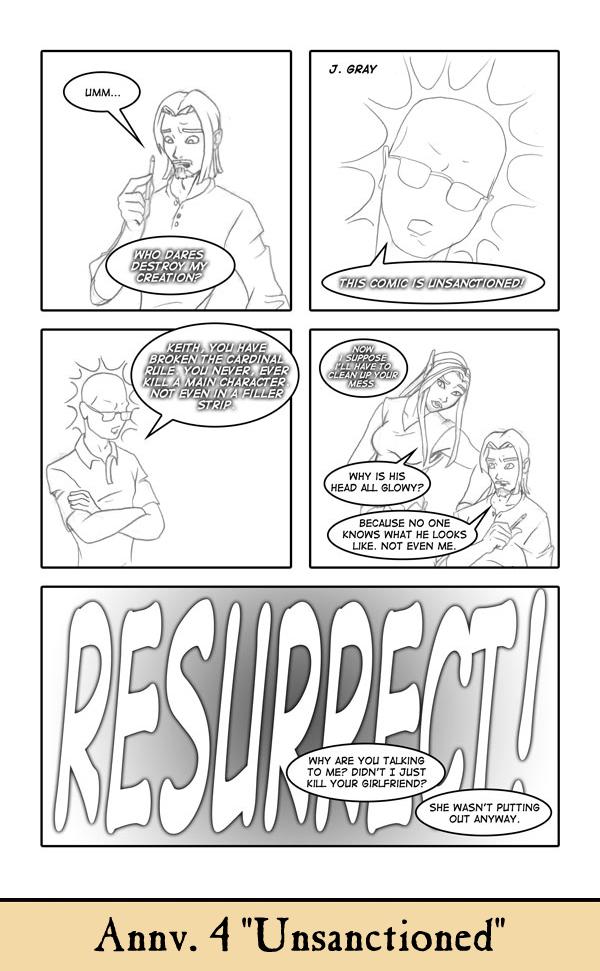 UMM...
WHO DARES
DESTROY MY
CREATION?
J. GRAY
THIS COMIC IS UNSANCTIONED!
KEITH, YOU HAVE
BROKEN THE CARDINAL
RULE. YOU NEVER, EVER
KILL A MAIN CHARACTER.
NOT EVEN IN A FILLER
STRIP.
NOW
I SUPPOSE
I'LL HAVE TO
CLEAN UP YOUR
MESS
WHY IS HIS
HEAD ALL GLOWY?
BECAUSE NO ONE
KNOWS WHAT HE LOOKS
LIKE. NOT EVEN ME.
RESURRECT!
WHY ARE YOU TALKING
TO ME? DIDN'T I JUST
KILL YOUR GIRLFRIEND?
SHE WASN'T PUTTING
OUT ANYWAY.
Annv. 4 "Unsanctioned"